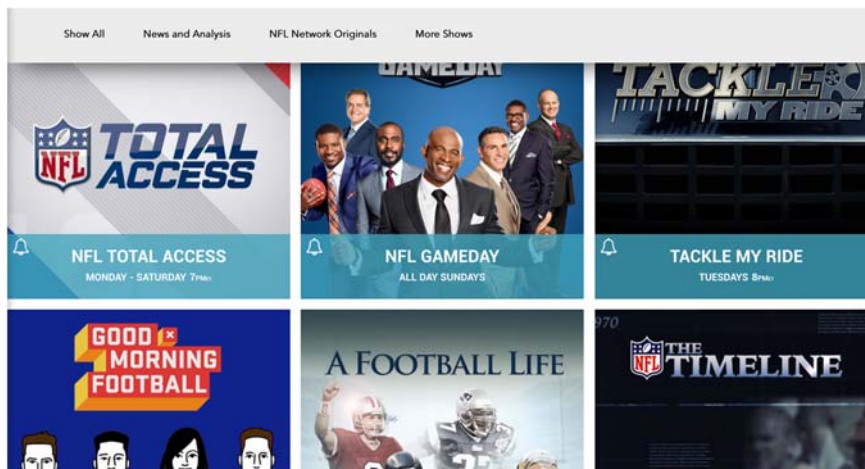 Show All News and Analysis NFL Network Originals More Shows
GAMEDAY
TACKLE
MY RIDE
NFL TOTAL
ACCESS
NFL TOTAL ACCESS
MONDAY - SATURDAY 7PM ET
NFL GAMEDAY
ALL DAY SUNDAYS
TACKLE MY RIDE
TUESDAYS 8PM ET
GOOD
MORNING
FOOTBALL
A FOOTBALL LIFE
970
NFL THE
TIMELINE